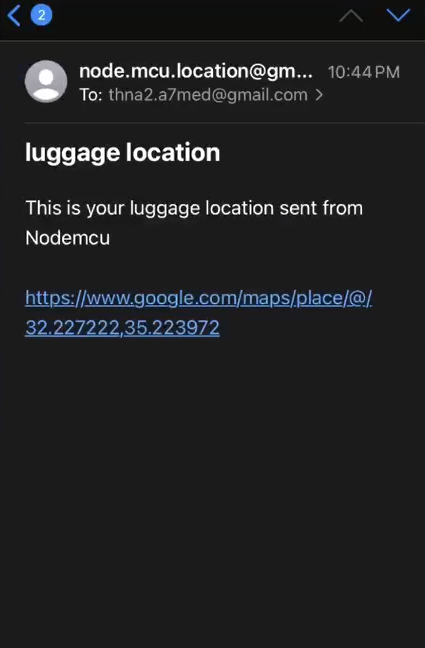 2
node.mcu.location@gm... 10:44 PM
To: thna2.a7med@gmail.com >
luggage location
This is your luggage location sent from
Nodemcu
https://www.google.com/maps/place/@/
32.227222,35.223972